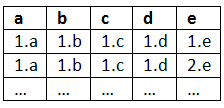 a b c d e
1.a 1.b 1.c 1.d 1.e
1.a 1.b 1.c 1.d 2.e
... ... ... ... ...